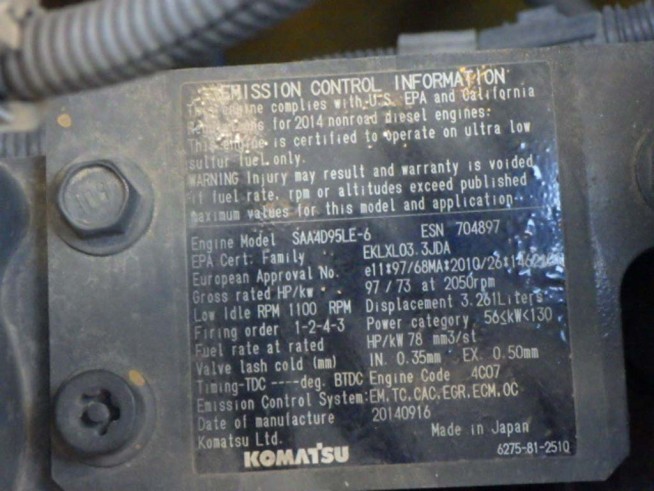 EMISSION CONTROL INFORMATION
This engine complies with U.S. EPA and California
for 2014 nonroad diesel engines.
This engine is certified to operate on ultra low
sulfur fuel only.
WARNING Injury may result and warranty is voided
if fuel rate, rpm or altitudes exceed published
maximum values for this model and application.
Engine Model SAA4D95LE-6 ESN 704897
EPA Cert. Family EKLXL03.3JDA
European Approval No. e11*97/68MA*2010/26*
Gross rated HP/kw 97/73 at 2050rpm
Low Idle RPM 1100 RPM Displacement 3.261Liters
Firing order 1-2-4-3 Power category 56≤kW<130
Fuel rate at rated HP/kW 78 mm3/st
Valve lash cold (mm) IN. 0.35mm EX. 0.50mm
Timing-TDC ----deg. BTDC Engine Code 4C07
Emission Control System:EM,TC,CAC,EGR,ECM,OC
Date of manufacture 20140916
Komatsu Ltd. Made in Japan
KOMATSU 6275-81-2510